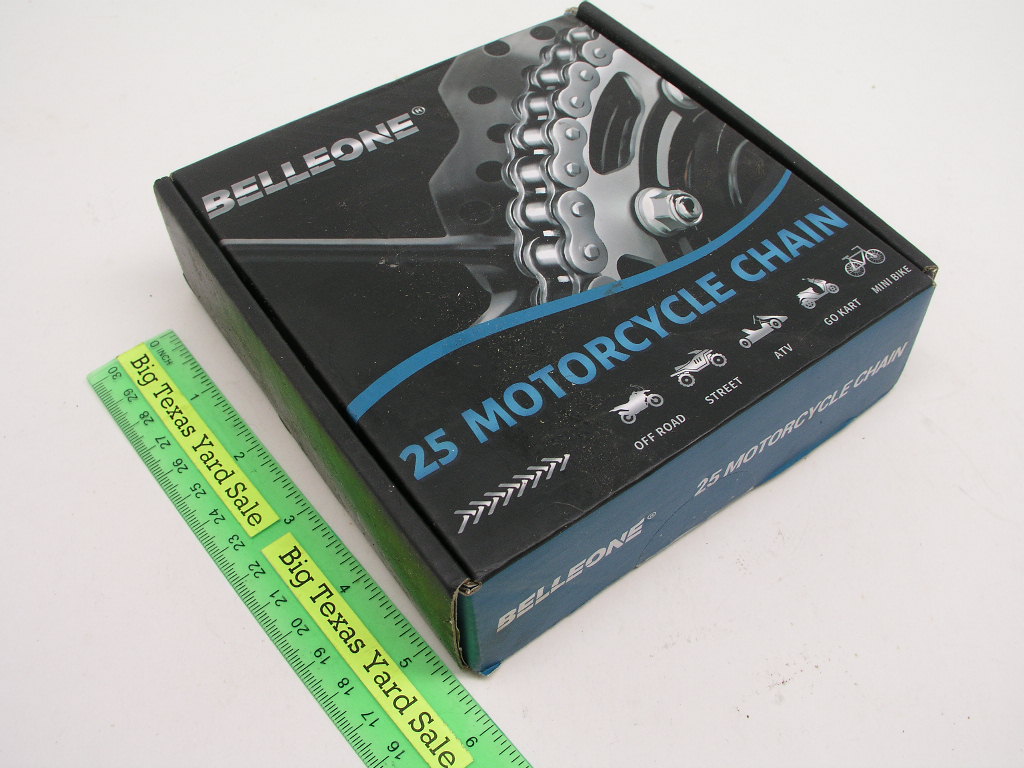 BELLEONE®
25 MOTORCYCLE CHAIN
OFF ROAD
STREET
ATV
GO KART
MINI BIKE
BELLEONE®
25 MOTORCYCLE CHAIN
0 INCH 1 2 3 4 5 6
Big Texas Yard Sale
Big Texas Yard Sale
30 29 28 27 26 25 24 23 22 21 20 19 18 17 16